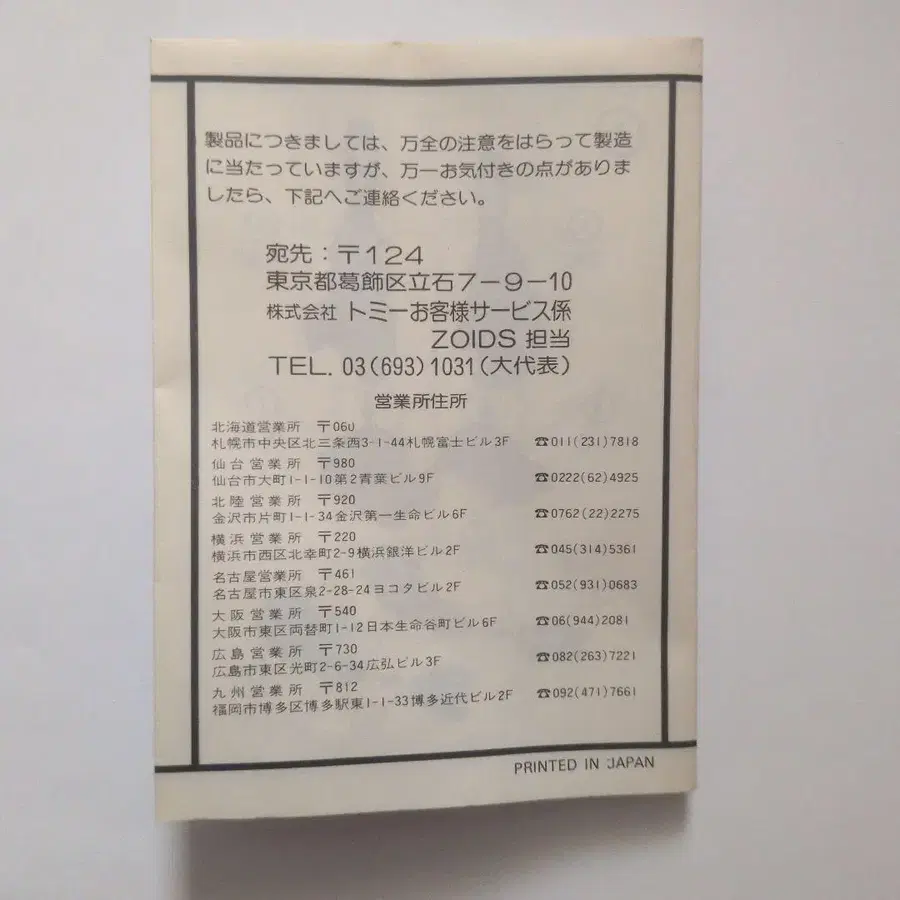 製品につきましては、万全の注意をはらって製造
に当たっていますが、万一お気付きの点がありま
したら、下記へご連絡ください。
宛先：〒124
東京都葛飾区立石7-9-10
株式会社 トミーお客様サービス係
ZOIDS 担当
TEL. 03(693)1031(大代表)
営業所住所
北海道営業所 〒060
札幌市中央区北三条西3-1-44札幌富士ビル3F ☎011(231)7818
仙台営業所 〒980
仙台市大町1-1-10第2青葉ビル9F ☎0222(62)4925
北陸営業所 〒920
金沢市片町1-1-34金沢第一生命ビル6F ☎0762(22)2275
横浜営業所 〒220
横浜市西区北幸町2-9横浜銀洋ビル2F ☎045(314)5361
名古屋営業所 〒461
名古屋市東区泉2-28-24ヨコタビル2F ☎052(931)0683
大阪営業所 〒540
大阪市東区両替町1-12日本生命谷町ビル6F ☎06(944)2081
広島営業所 〒730
広島市東区光町2-6-34広弘ビル3F ☎082(263)7221
九州営業所 〒812
福岡市博多区博多駅東1-1-33博多近代ビル2F ☎092(471)7661
PRINTED IN JAPAN